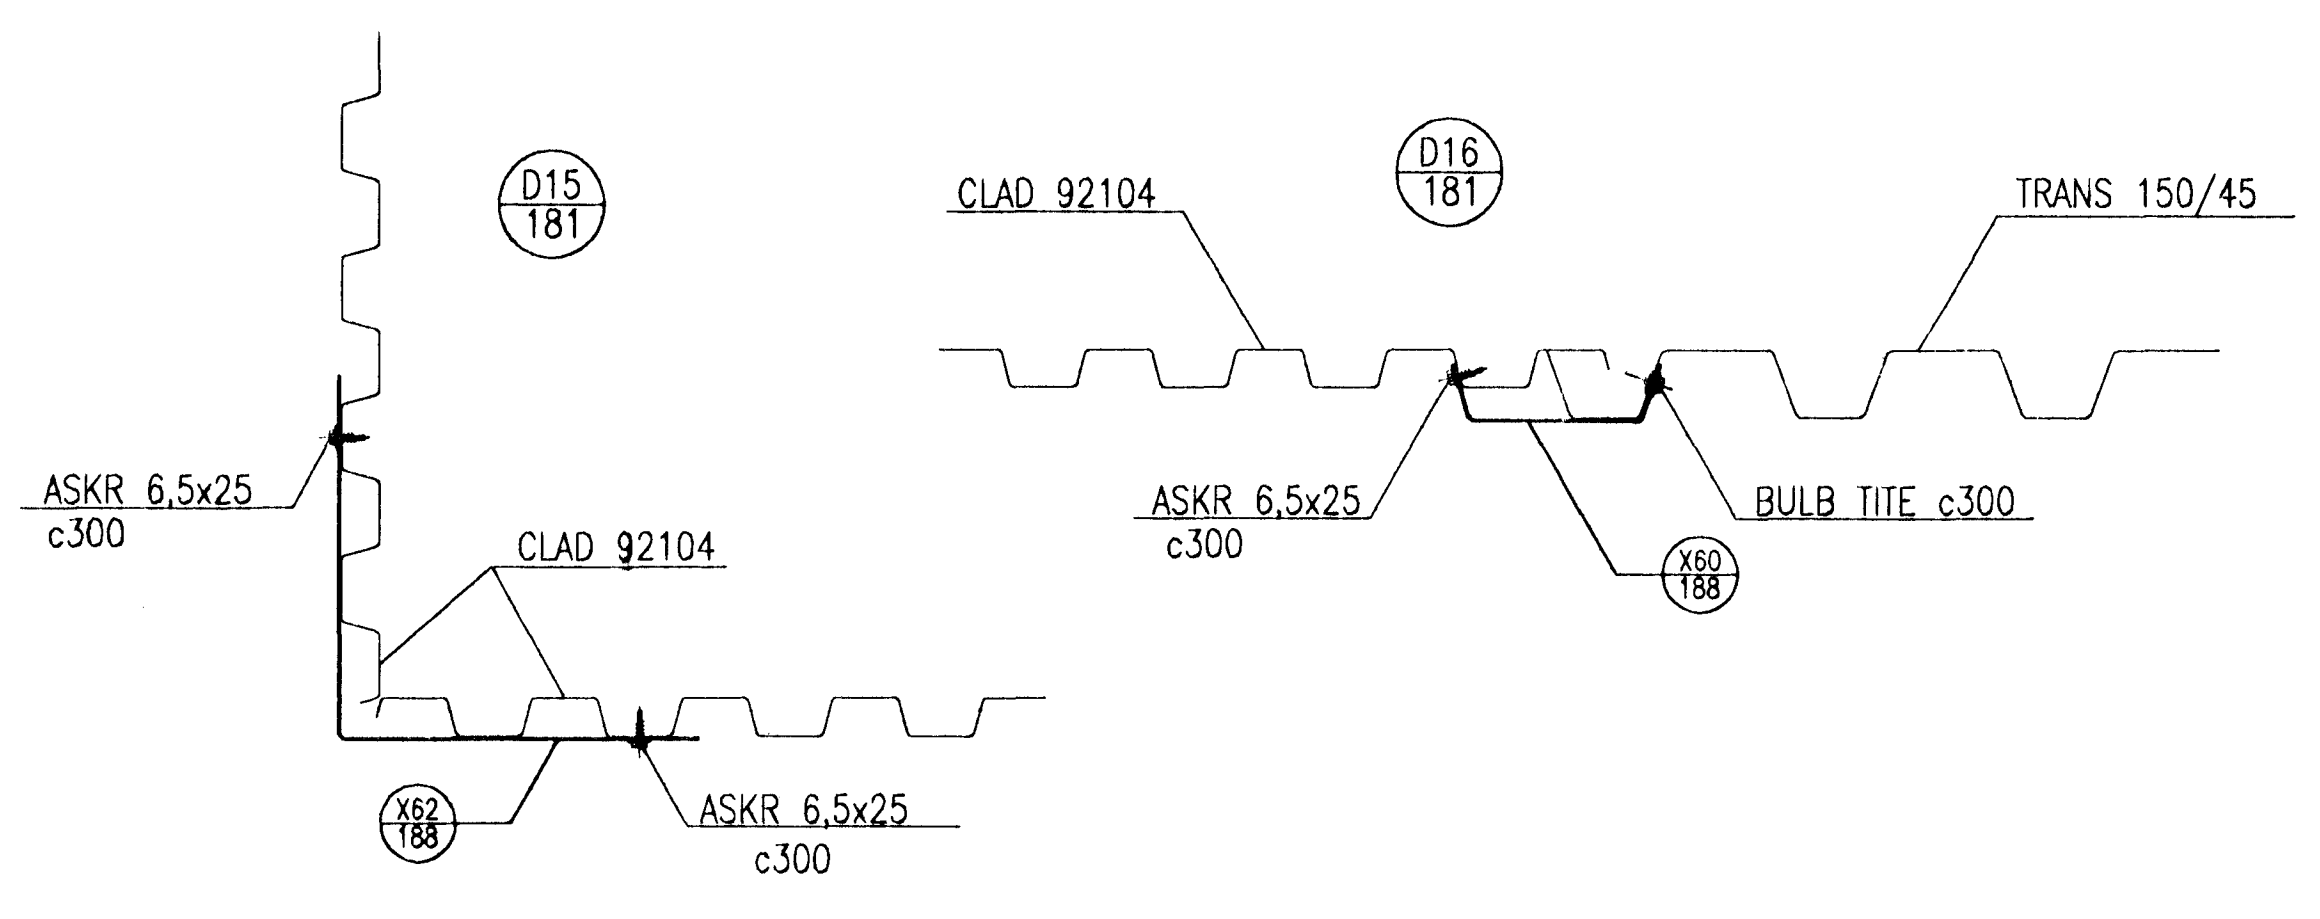 D15
181
ASKR 6,5x25
c300
CLAD 92104
X62
188
ASKR 6,5x25
c300
D16
181
CLAD 92104
TRANS 150/45
ASKR 6,5x25
c300
BULB TITE c300
X60
188